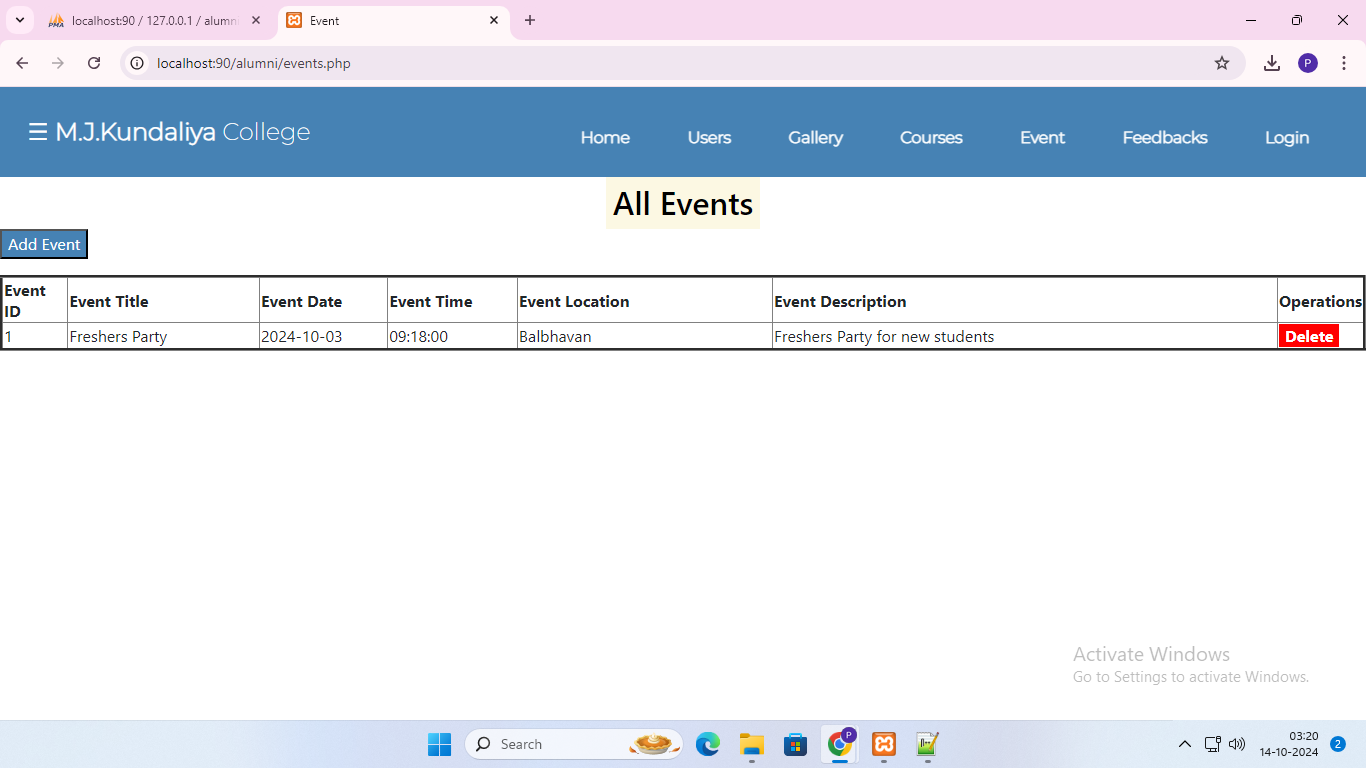 localhost:90 / 127.0.0.1 / alumn
Event
localhost:90/alumni/events.php
P
☰ M.J.Kundaliya College
Home Users Gallery Courses Event Feedbacks Login
All Events
Add Event
Event ID Event Title Event Date Event Time Event Location Event Description Operations
1 Freshers Party 2024-10-03 09:18:00 Balbhavan Freshers Party for new students Delete
Activate Windows
Go to Settings to activate Windows.
Search
P
03:20
14-10-2024
2